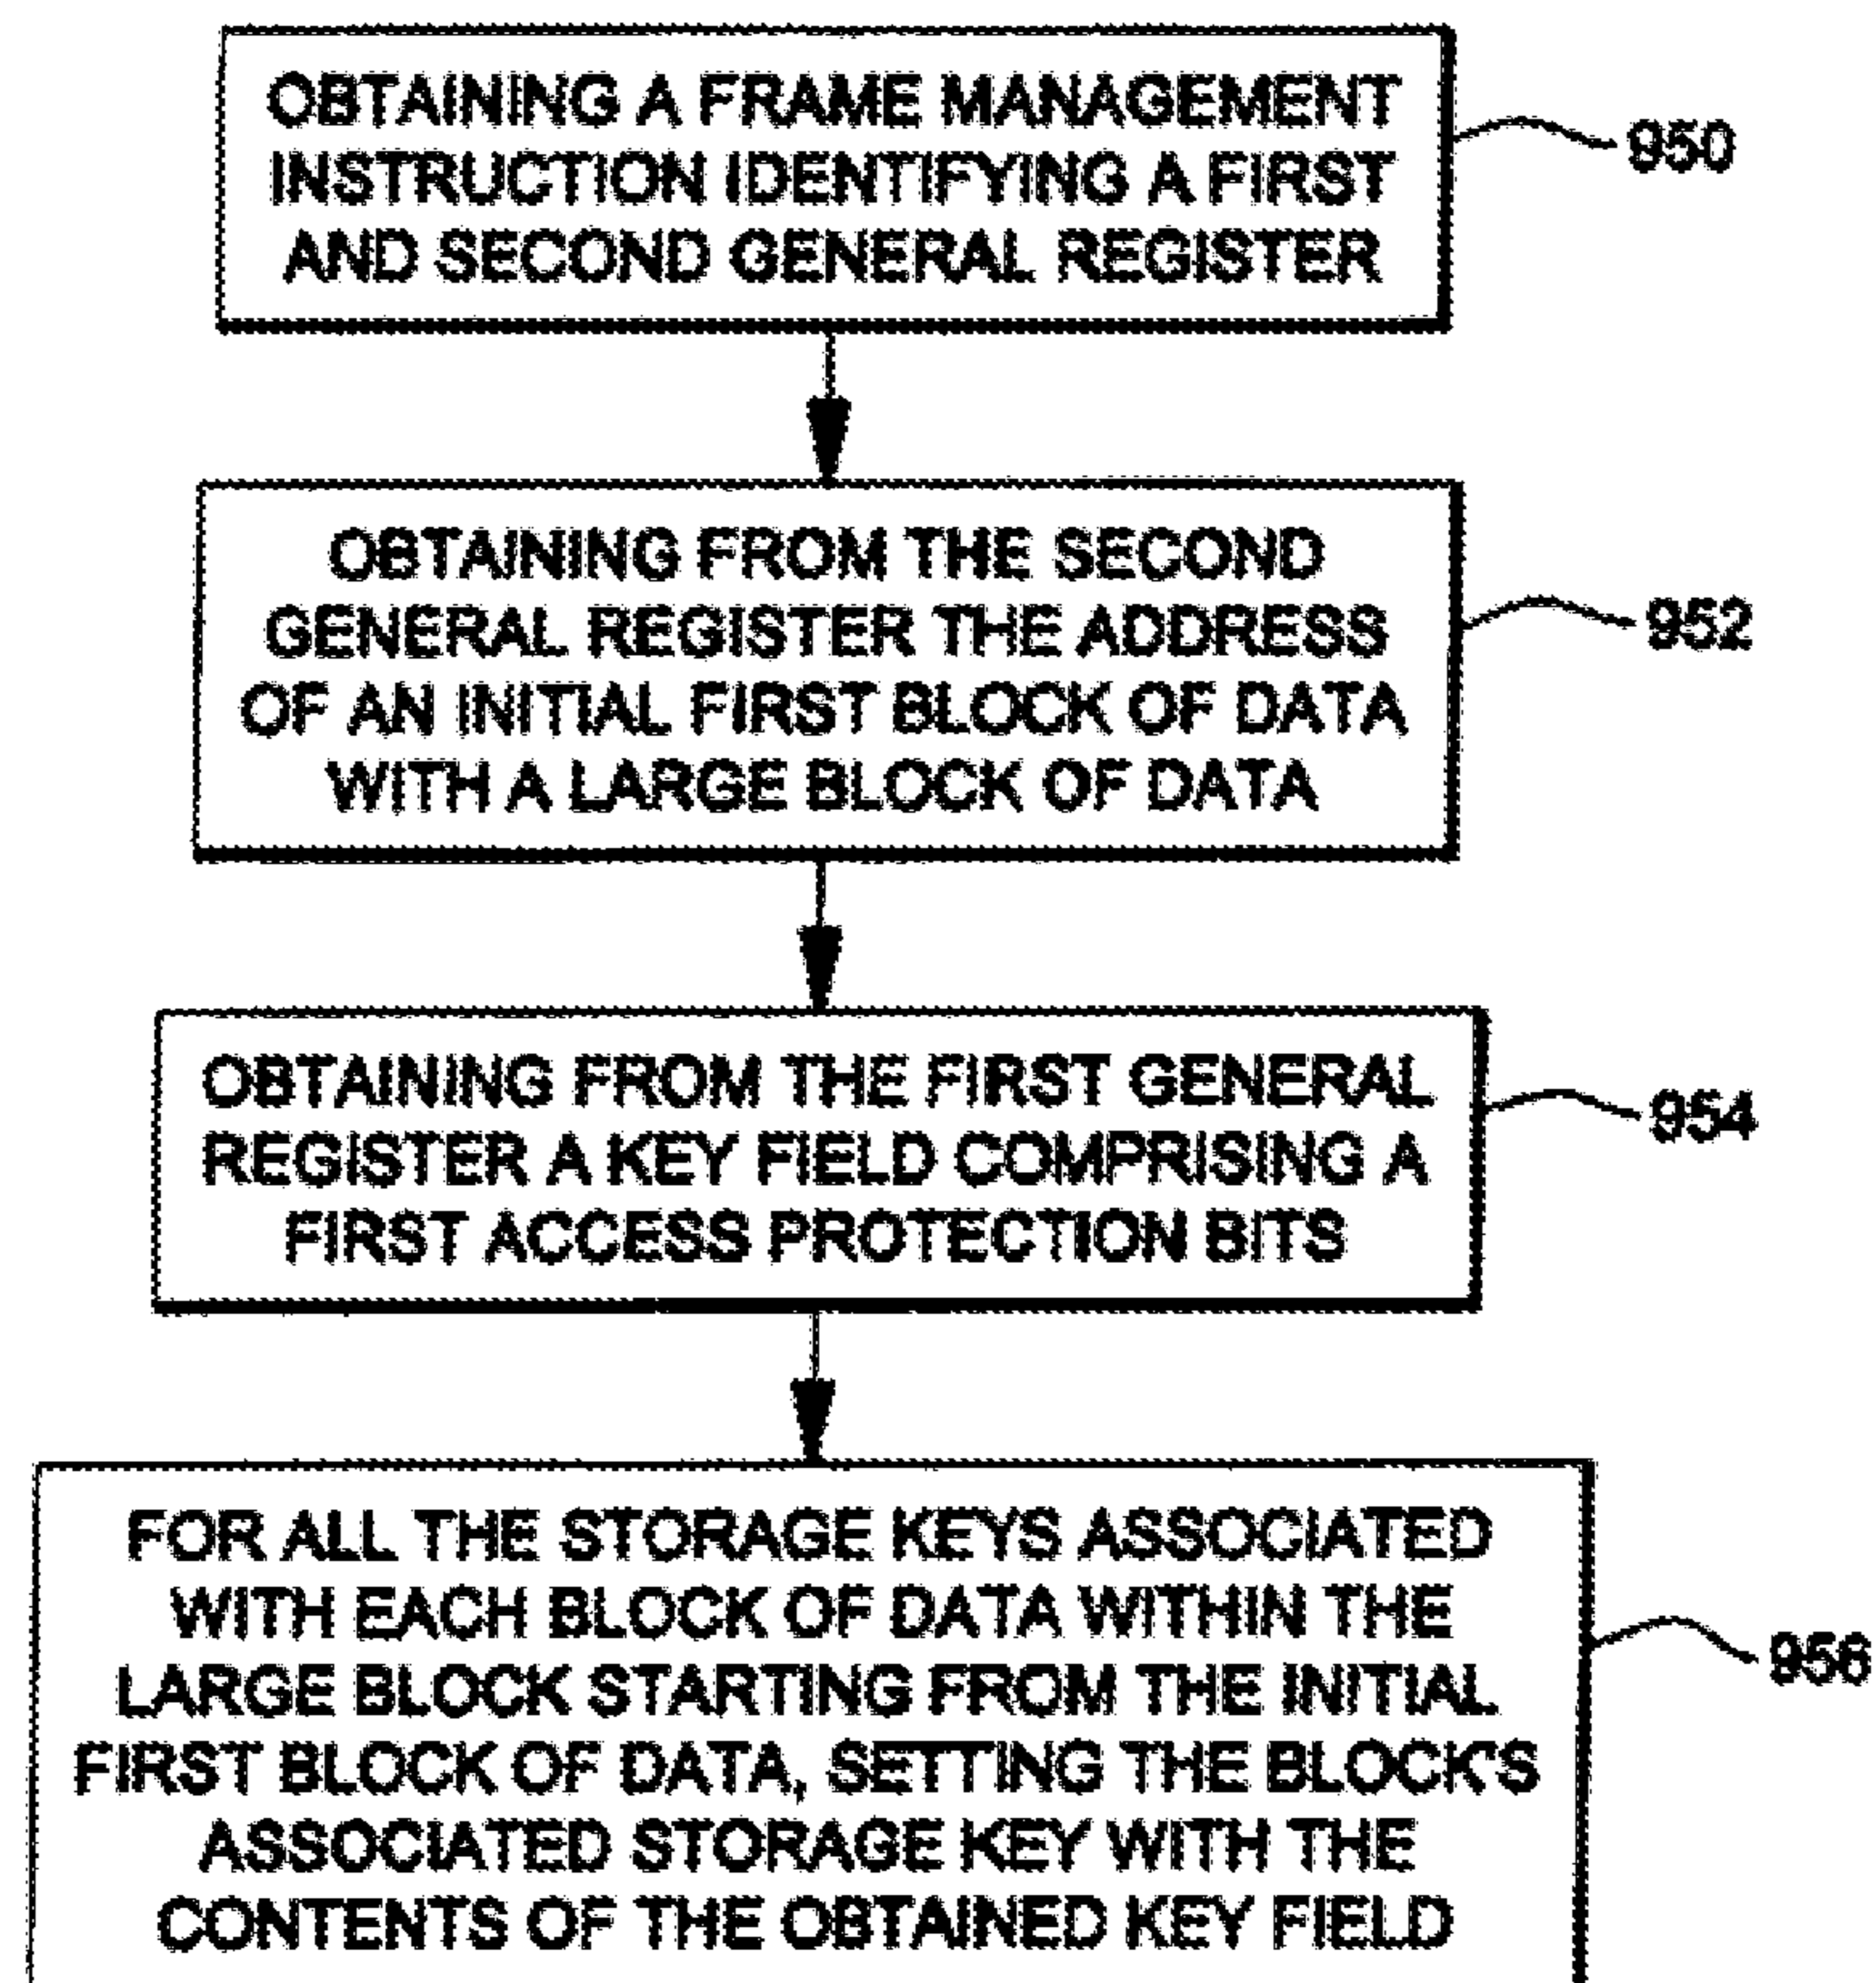 OBTAINING A FRAME MANAGEMENT
INSTRUCTION IDENTIFYING A FIRST
AND SECOND GENERAL REGISTER
950
OBTAINING FROM THE SECOND
GENERAL REGISTER THE ADDRESS
OF AN INITIAL FIRST BLOCK OF DATA
WITH A LARGE BLOCK OF DATA
952
OBTAINING FROM THE FIRST GENERAL
REGISTER A KEY FIELD COMPRISING A
FIRST ACCESS PROTECTION BITS
954
FOR ALL THE STORAGE KEYS ASSOCIATED
WITH EACH BLOCK OF DATA WITHIN THE
LARGE BLOCK STARTING FROM THE INITIAL
FIRST BLOCK OF DATA, SETTING THE BLOCK'S
ASSOCIATED STORAGE KEY WITH THE
CONTENTS OF THE OBTAINED KEY FIELD
956